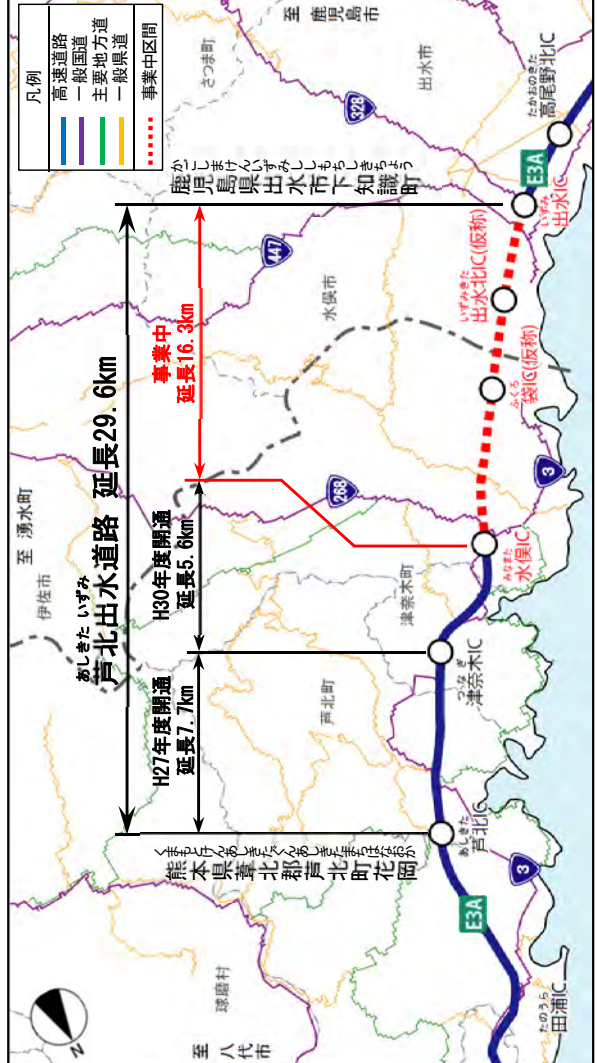 凡例
高速道路
一般国道
主要地方道
一般県道
事業中区間
至 湧水町
至 鹿児島市
至 八代市
伊佐市
さつま町
出水市
水俣市
津奈木町
芦北町
球磨村
あしきた いずみ
芦北出水道路 延長29.6km
H27年度開通
延長7.7km
H30年度開通
延長5.6km
事業中
延長16.3km
くまもとけんあしきたぐんあしきたまちはなおか
熊本県葦北郡芦北町花岡
かごしまけんいずみししもちしきちょう
鹿児島県出水市下知識町
328
447
268
3
3
E3A
E3A
たのうら
田浦IC
あしきた
芦北IC
つなぎ
津奈木IC
みなまた
水俣IC
ふくろ
袋IC(仮称)
いずみきた
出水北IC(仮称)
いずみ
出水IC
たかおのきた
高尾野北IC
N